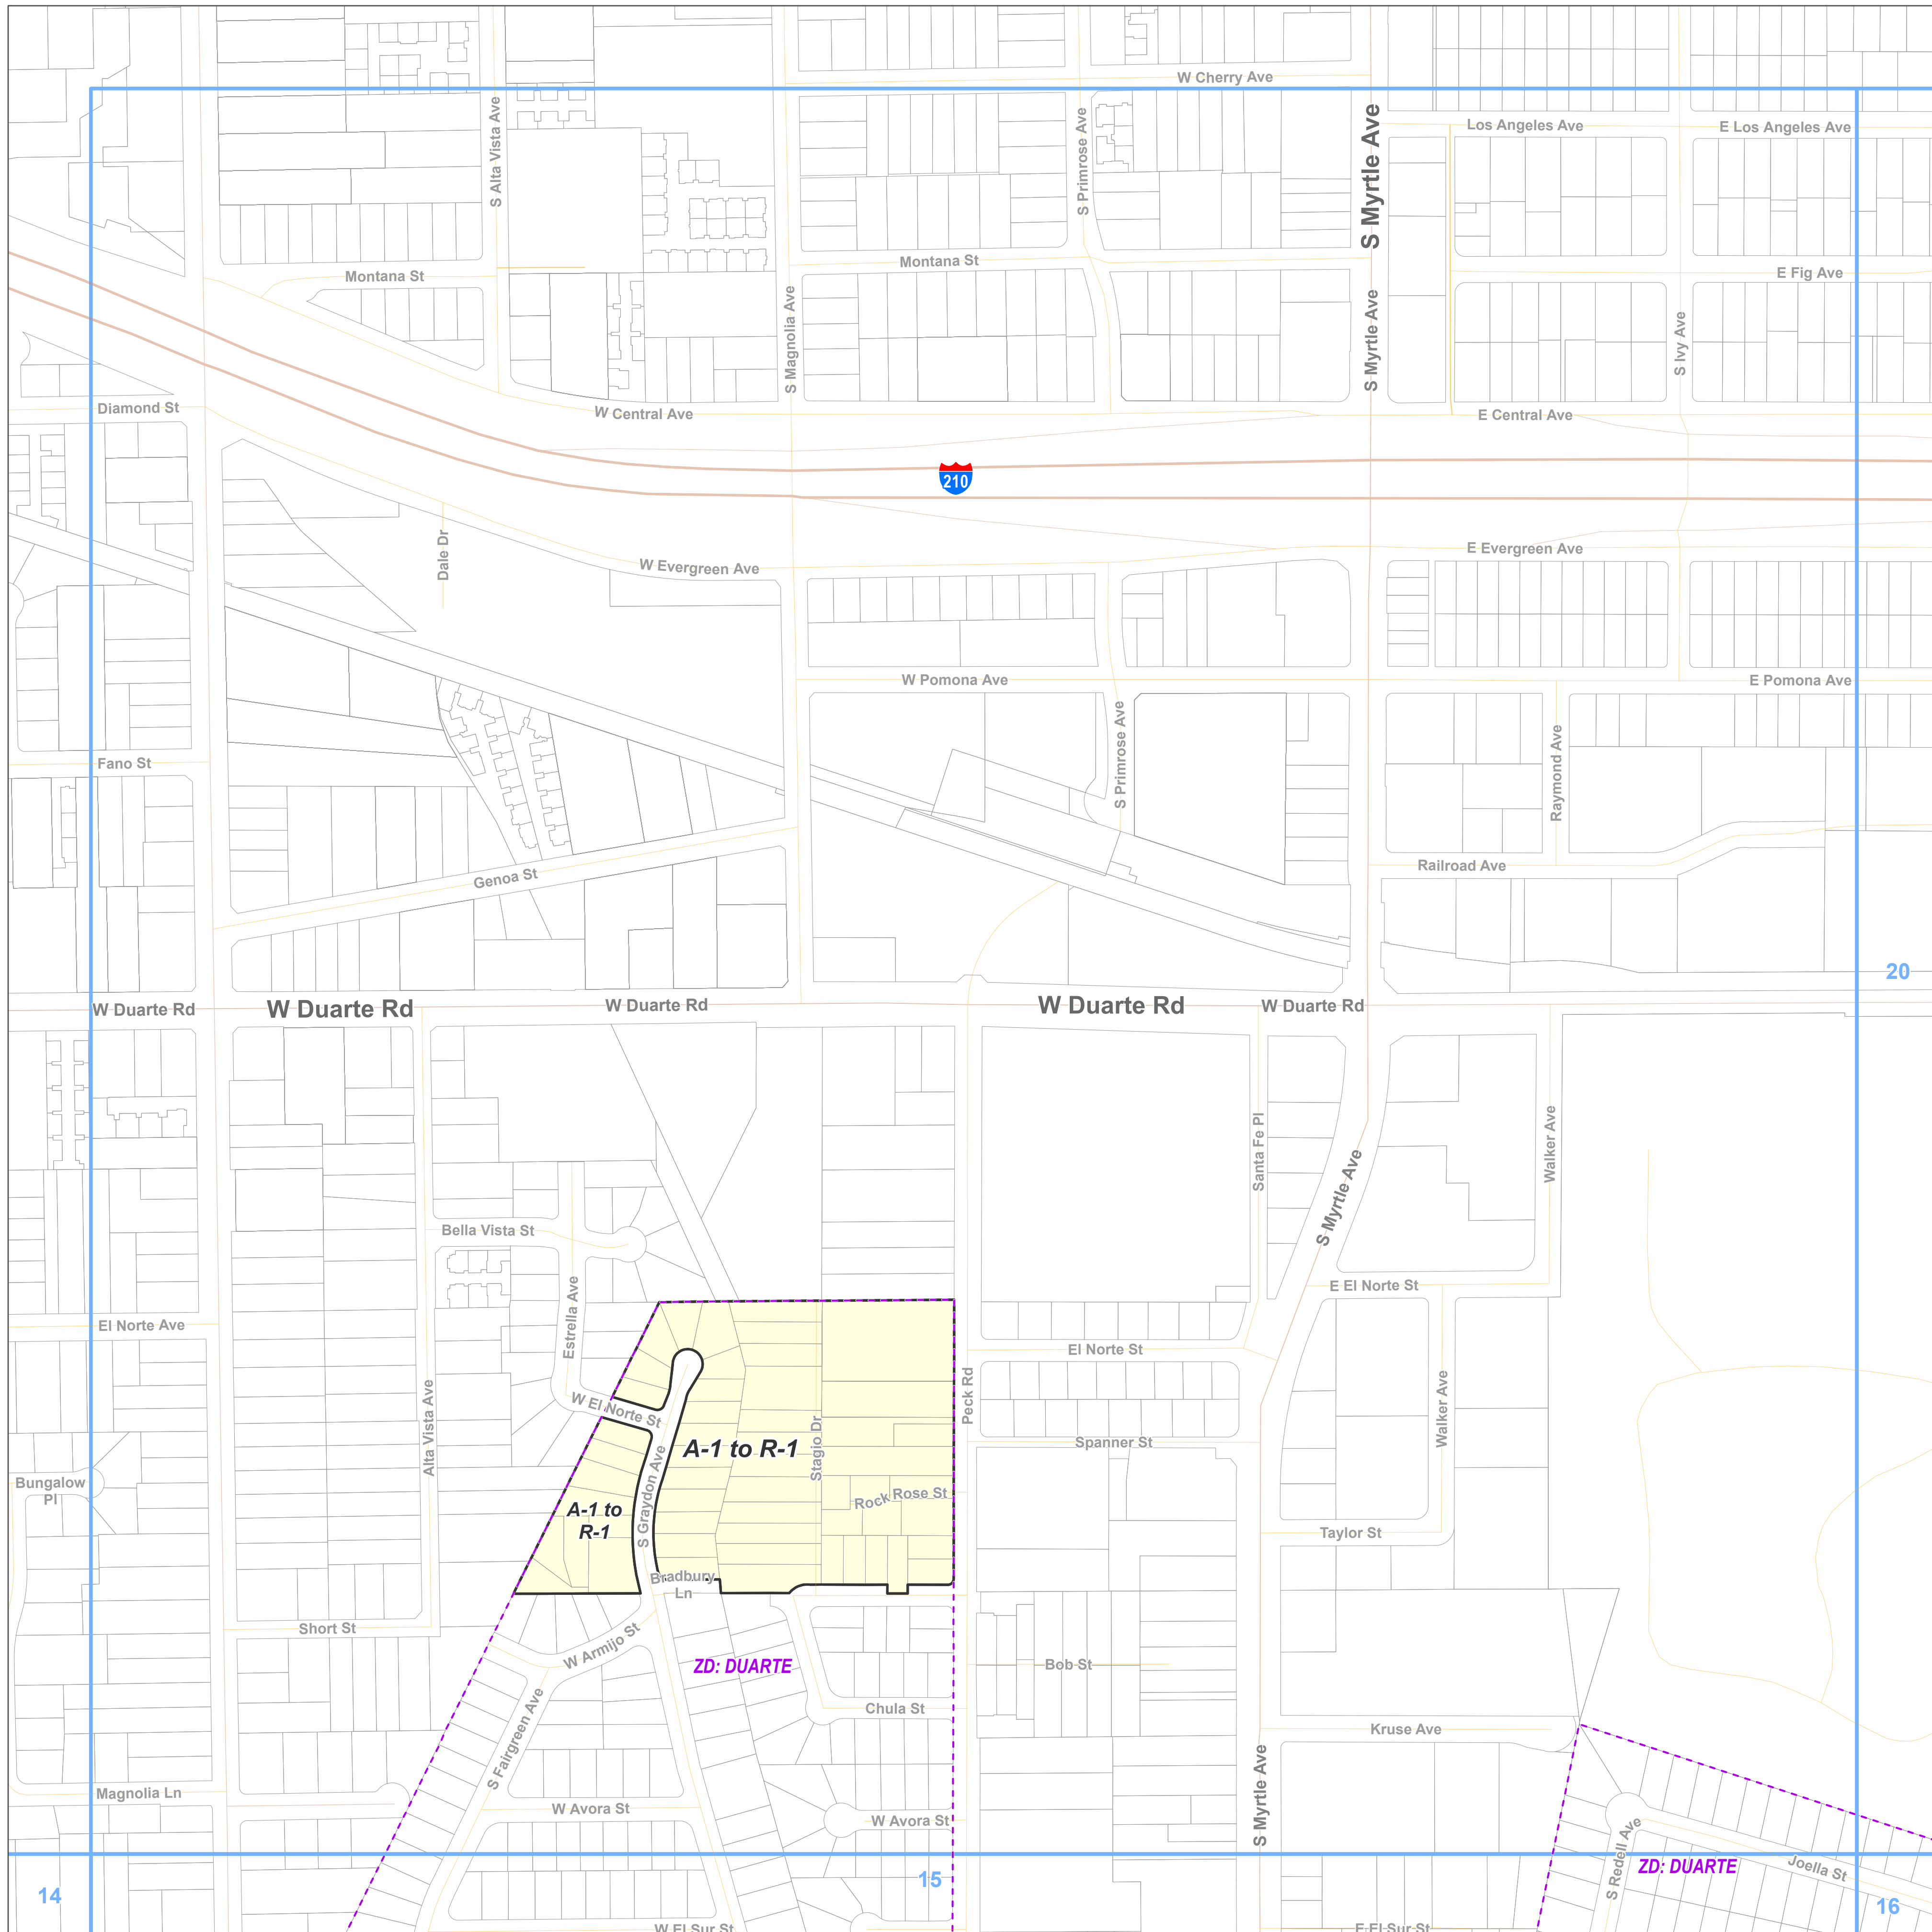 W Cherry Ave
Los Angeles Ave
E Los Angeles Ave
S Alta Vista Ave
S Primrose Ave
S Myrtle Ave
Montana St
Montana St
E Fig Ave
S Magnolia Ave
S Myrtle Ave
S Ivy Ave
Diamond St
W Central Ave
E Central Ave
210
Dale Dr
W Evergreen Ave
E Evergreen Ave
W Pomona Ave
E Pomona Ave
S Primrose Ave
Raymond Ave
Fano St
Genoa St
Railroad Ave
20
W Duarte Rd
W Duarte Rd
W Duarte Rd
W Duarte Rd
W Duarte Rd
Santa Fe Pl
Walker Ave
S Myrtle Ave
Bella Vista St
E El Norte St
Estrella Ave
El Norte Ave
El Norte St
Peck Rd
W El Norte St
Alta Vista Ave
Walker Ave
A-1 to R-1
Stagio Dr
Spanner St
Bungalow
Pl
S Graydon Ave
Rock Rose St
A-1 to
R-1
Taylor St
Bradbury
Ln
Short St
W Armijo St
ZD: DUARTE
Bob St
S Fairgreen Ave
Chula St
Kruse Ave
Magnolia Ln
W Avora St
W Avora St
S Myrtle Ave
S Redell Ave
ZD: DUARTE
Joella St
14
15
16
W El Sur St
E El Sur St